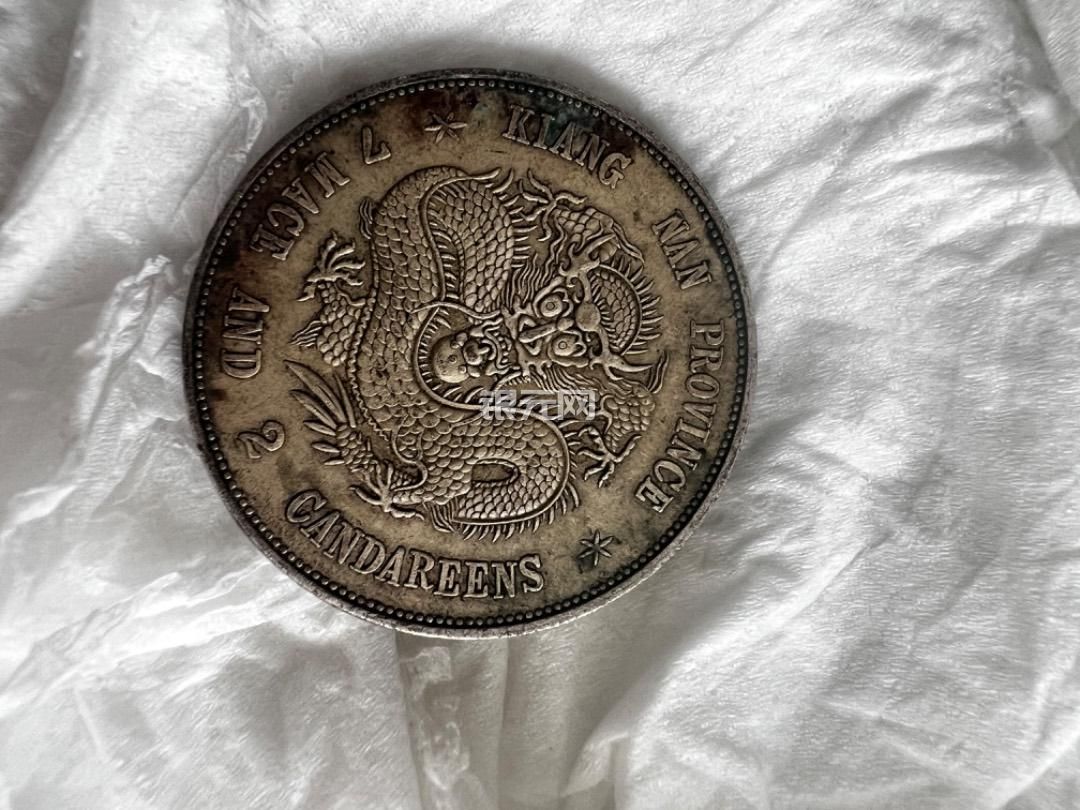 KIANG NAN PROVINCE
7 MACE AND 2 CANDAREENS
银元网